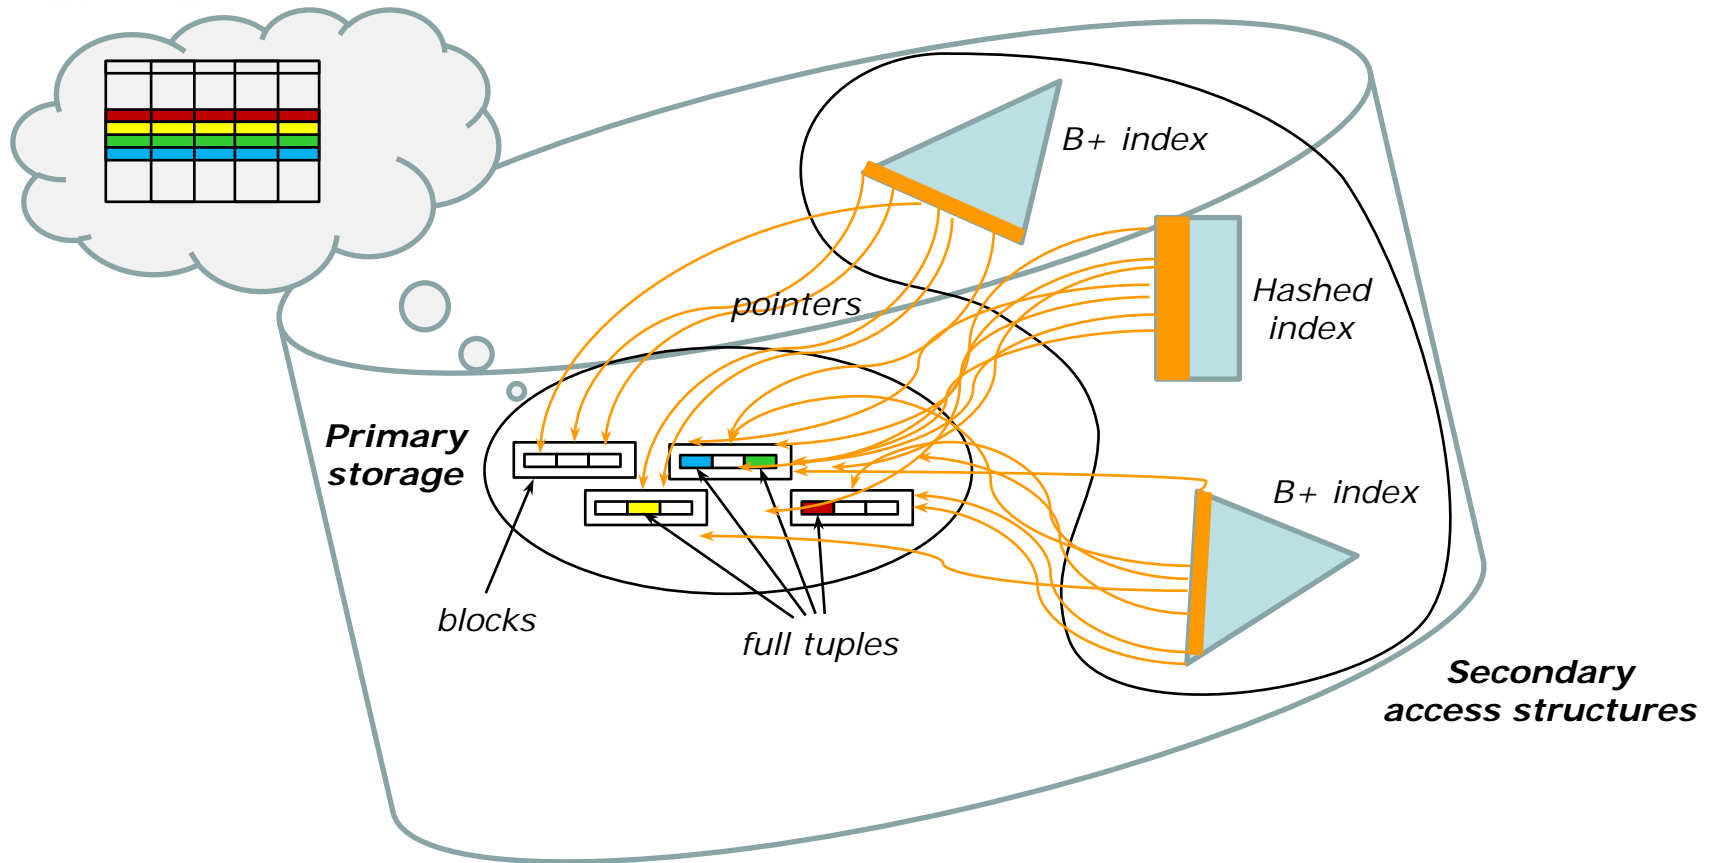 B+ index
Hashed
index
pointers
Primary
storage
B+ index
blocks
full tuples
Secondary
access structures